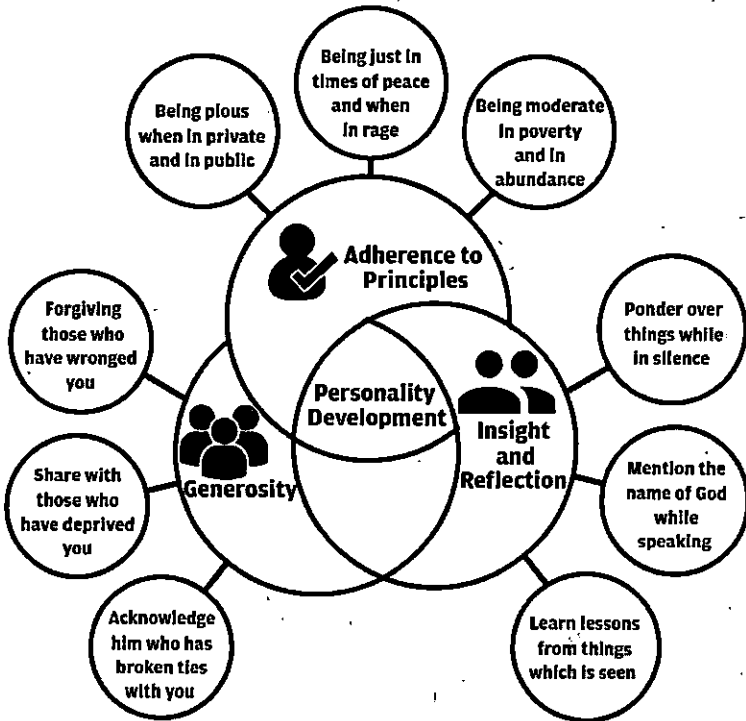 Being just in
times of peace
and when
in rage
Being pious
when in private
and in public
Being moderate
in poverty
and in
abundance
Adherence to
Principles
Forgiving
those who
have wronged
you
Ponder over
things while
in silence
Personality
Development
Insight
and
Reflection
Generosity
Share with
those who
have deprived
you
Mention the
name of God
while
speaking
Acknowledge
him who has
broken ties
with you
Learn lessons
from things
which is seen